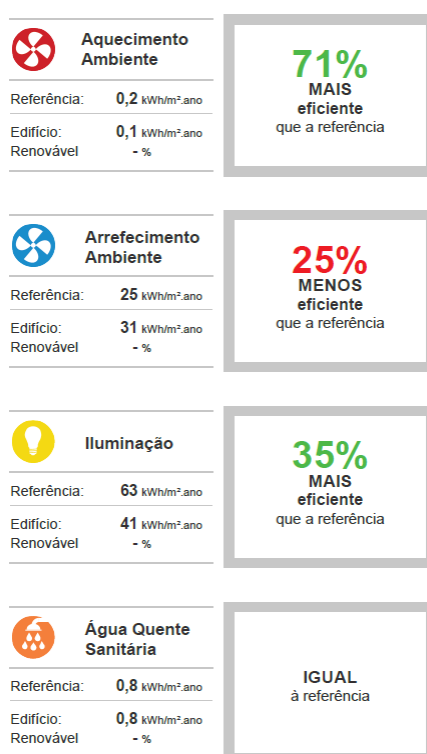 Aquecimento
Ambiente
Referência: 0,2 kWh/m².ano
Edifício: 0,1 kWh/m².ano
Renovável - %
71%
MAIS
eficiente
que a referência
Arrefecimento
Ambiente
Referência: 25 kWh/m².ano
Edifício: 31 kWh/m².ano
Renovável - %
25%
MENOS
eficiente
que a referência
Iluminação
Referência: 63 kWh/m².ano
Edifício: 41 kWh/m².ano
Renovável - %
35%
MAIS
eficiente
que a referência
Água Quente
Sanitária
Referência: 0,8 kWh/m².ano
Edifício: 0,8 kWh/m².ano
Renovável - %
IGUAL
à referência